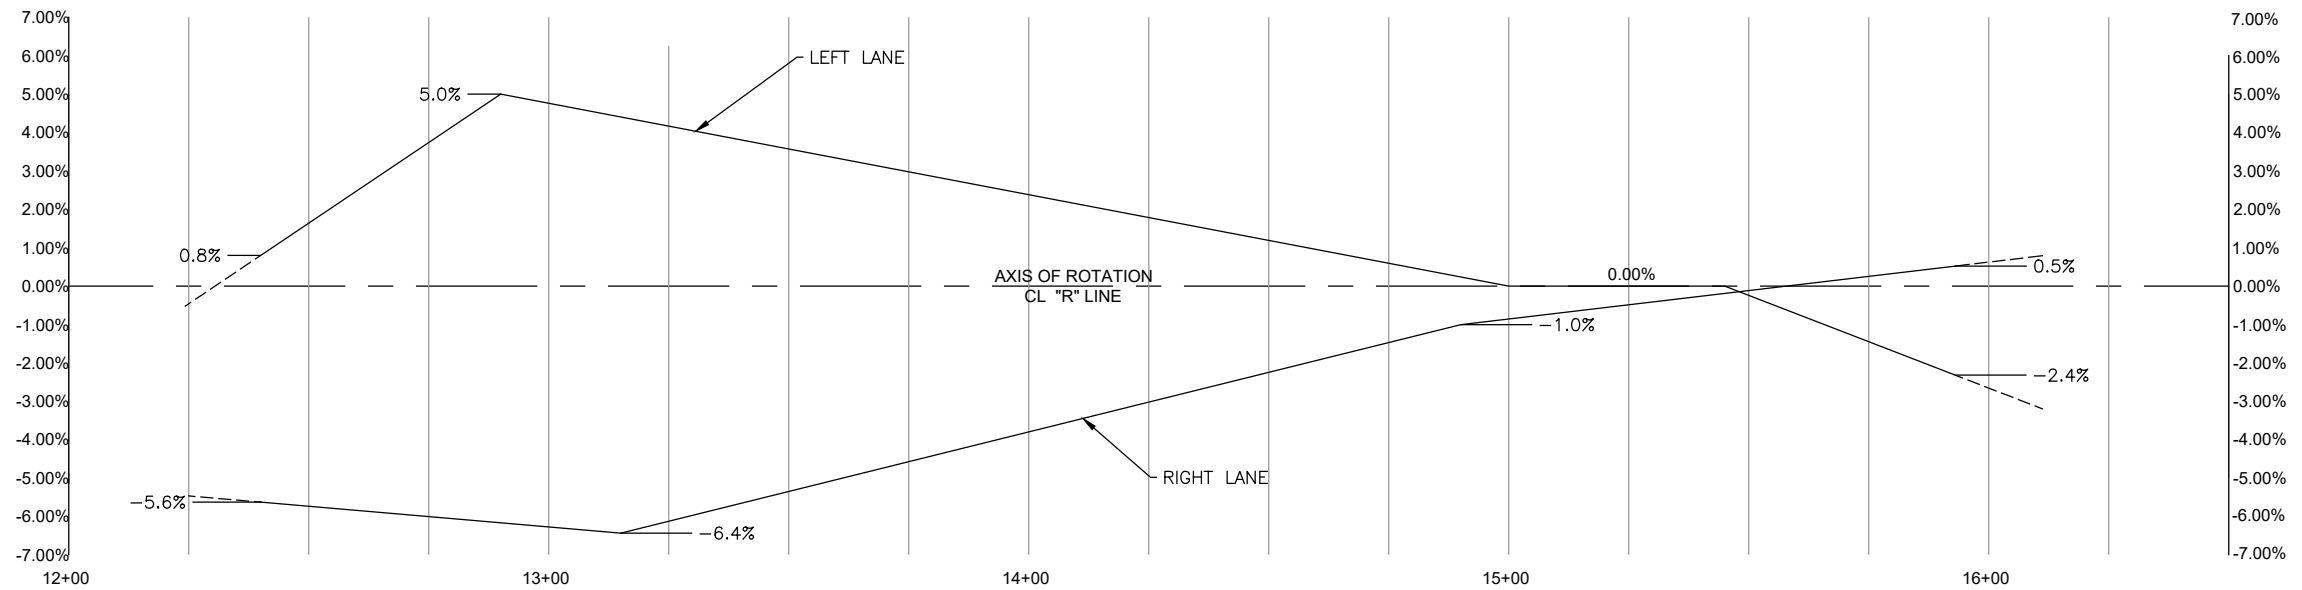 7.00% 7.00%
6.00% LEFT LANE 6.00%
5.00% 5.0% 5.00%
4.00% 4.00%
3.00% 3.00%
2.00% 2.00%
1.00% 0.8% 1.00%
AXIS OF ROTATION 0.00% 0.5%
0.00% CL "R" LINE 0.00%
-1.00% -1.0% -1.00%
-2.00% -2.4% -2.00%
-3.00% -3.00%
-4.00% -4.00%
-5.00% RIGHT LANE -5.00%
-5.6%
-6.00% -6.4% -6.00%
-7.00% -7.00%
12+00 13+00 14+00 15+00 16+00